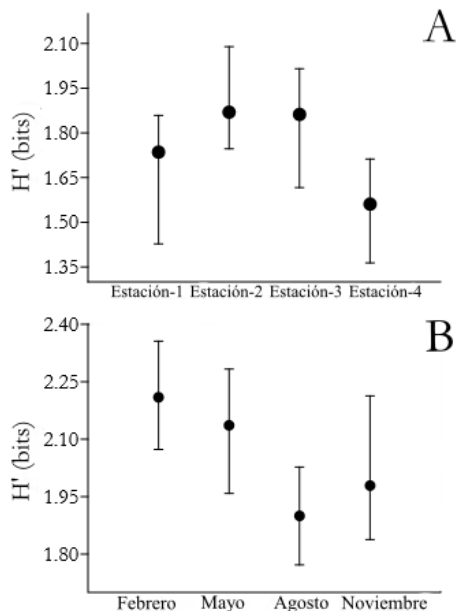 A
2.10
1.95
1.80
1.65
1.50
1.35
H' (bits)
Estación-1 Estación-2 Estación-3 Estación-4
B
2.40
2.25
2.10
1.95
1.80
H' (bits)
Febrero Mayo Agosto Noviembre